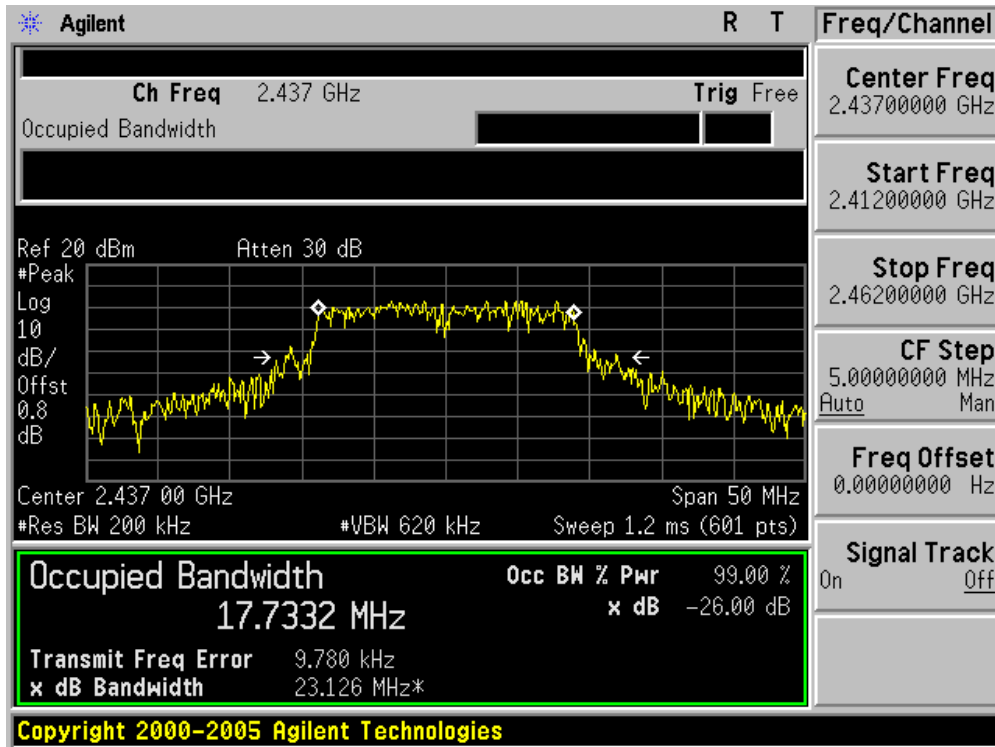 Agilent R T
Freq/Channel
Ch Freq 2.437 GHz Trig Free
Occupied Bandwidth
Center Freq
2.43700000 GHz
Start Freq
2.41200000 GHz
Stop Freq
2.46200000 GHz
CF Step
5.00000000 MHz
Auto Man
Freq Offset
0.00000000 Hz
Signal Track
On Off
Ref 20 dBm Atten 30 dB
#Peak
Log
10
dB/
Offst
0.8
dB
Center 2.437 00 GHz Span 50 MHz
#Res BW 200 kHz #VBW 620 kHz Sweep 1.2 ms (601 pts)
Occupied Bandwidth
17.7332 MHz
Occ BW % Pwr 99.00 %
x dB -26.00 dB
Transmit Freq Error 9.780 kHz
x dB Bandwidth 23.126 MHz*
Copyright 2000-2005 Agilent Technologies